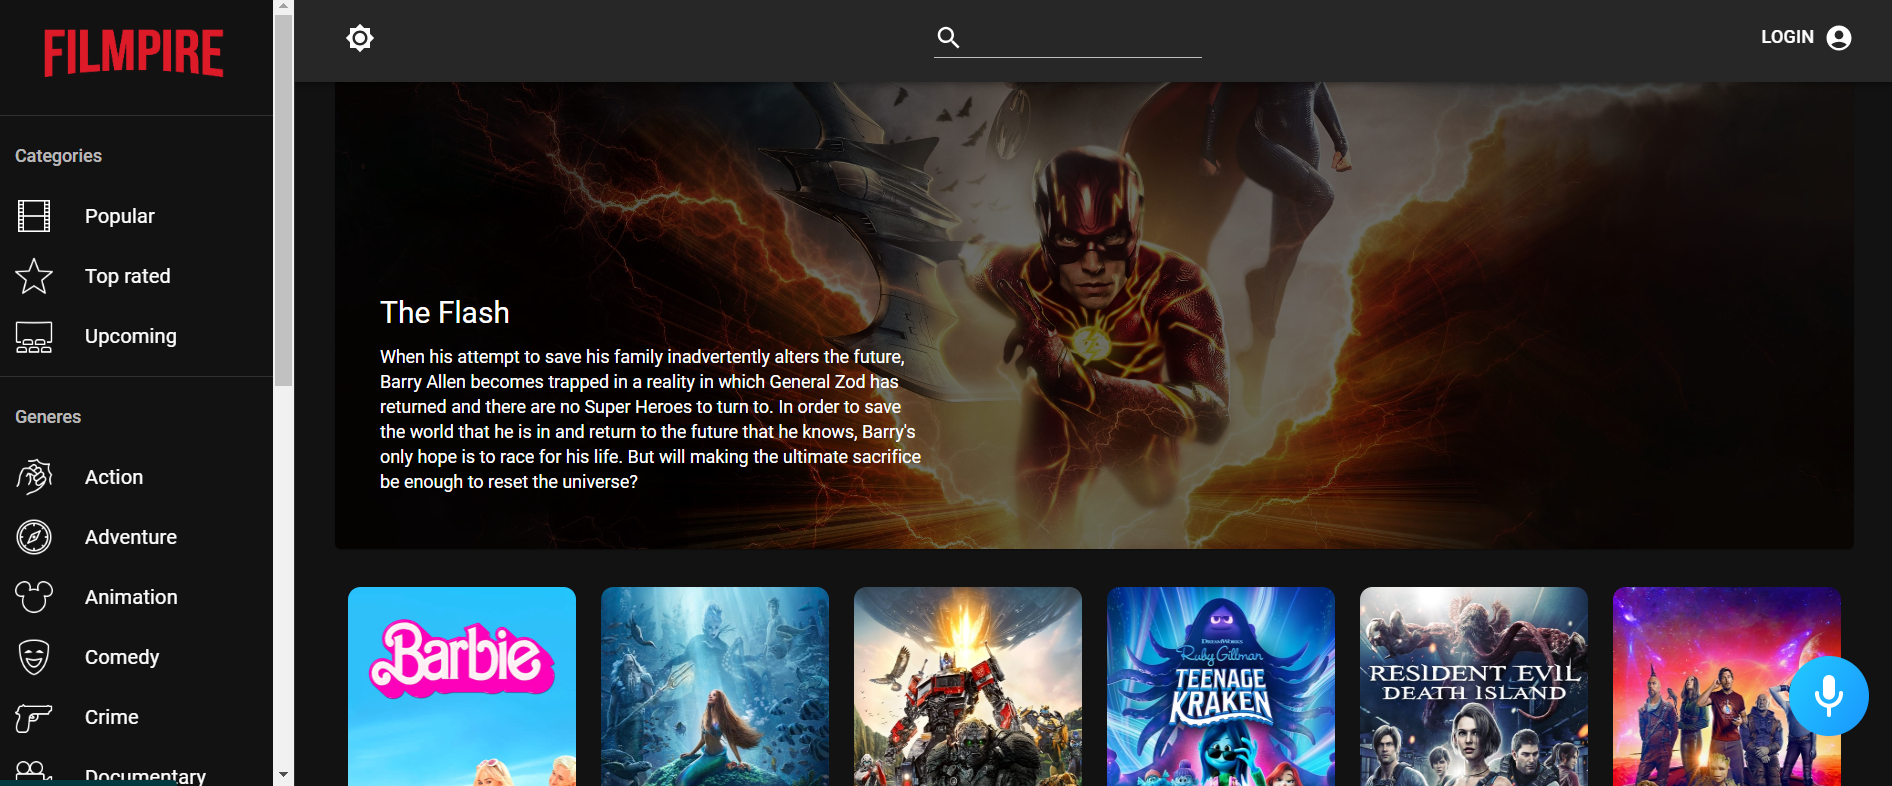 FILMPIRE
LOGIN
Categories
Popular
Top rated
Upcoming
Generes
Action
Adventure
Animation
Comedy
Crime
Documentary
The Flash
When his attempt to save his family inadvertently alters the future,
Barry Allen becomes trapped in a reality in which General Zod has
returned and there are no Super Heroes to turn to. In order to save
the world that he is in and return to the future that he knows, Barry's
only hope is to race for his life. But will making the ultimate sacrifice
be enough to reset the universe?
Barbie
DREAMWORKS
Ruby Gillman
TEENAGE
KRAKEN
RESIDENT EVIL
DEATH ISLAND